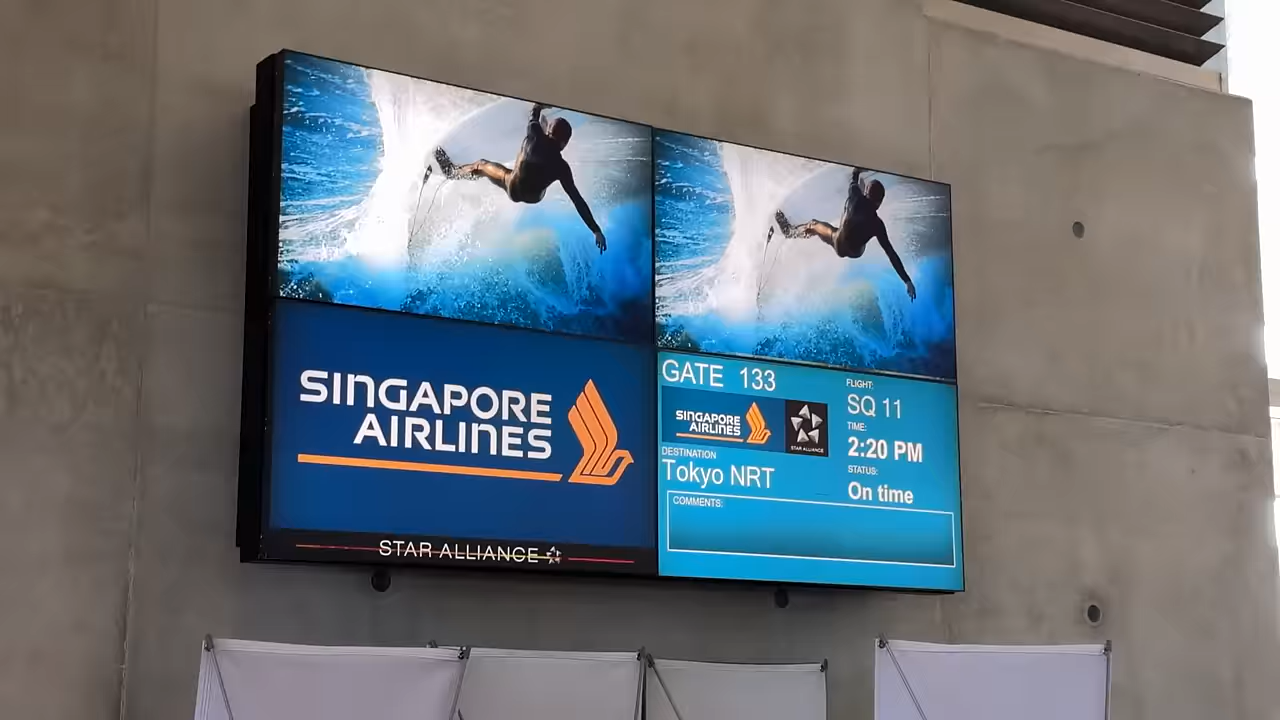 SINGAPORE
AIRLINES
STAR ALLIANCE
GATE 133
SINGAPORE
AIRLINES
STAR ALLIANCE
DESTINATION
Tokyo NRT
FLIGHT:
SQ 11
TIME:
2:20 PM
STATUS:
On time
COMMENTS: